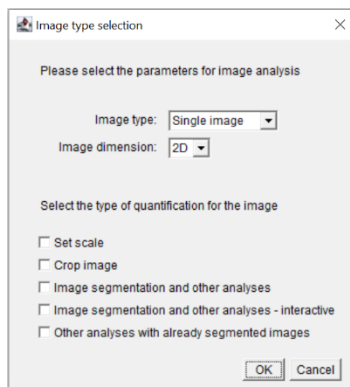 Image type selection
Please select the parameters for image analysis
Image type: Single image
Image dimension: 2D
Select the type of quantification for the image
Set scale
Crop image
Image segmentation and other analyses
Image segmentation and other analyses - interactive
Other analyses with already segmented images
OK Cancel